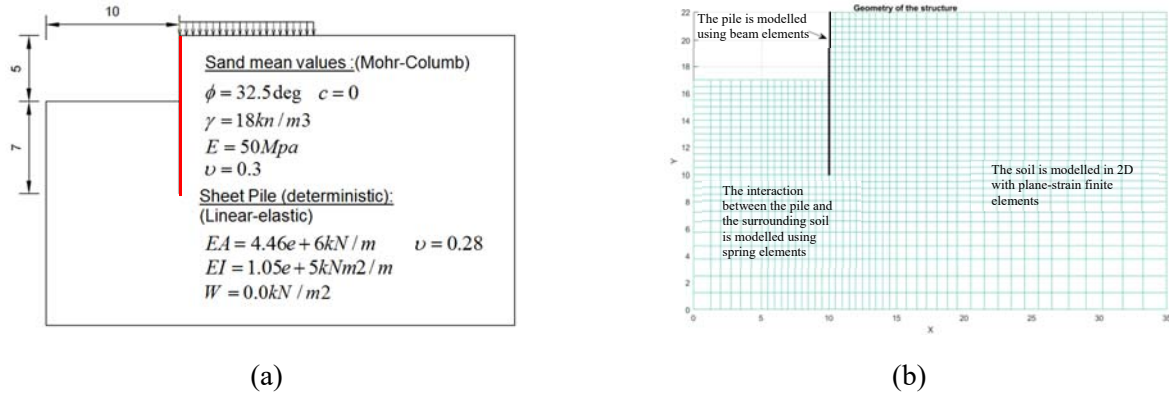 10
5
7
Sand mean values :(Mohr-Columb)
ϕ = 32.5 deg c = 0
γ = 18kn / m3
E = 50Mpa
υ = 0.3
Sheet Pile (deterministic):
(Linear-elastic)
EA = 4.46e + 6kN / m υ = 0.28
EI = 1.05e + 5kNm2 / m
W = 0.0kN / m2
(a)
Geometry of the structure
The pile is modelled
using beam elements
The soil is modelled in 2D
with plane-strain finite
elements
The interaction
between the pile and
the surrounding soil
is modelled using
spring elements
Y
22
20
18
16
14
12
10
8
6
4
2
0
0 5 10 15 20 25 30 35
X
(b)